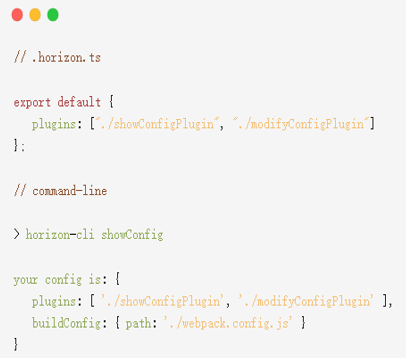 // .horizon.ts
export default {
plugins: ["./showConfigPlugin", "./modifyConfigPlugin"]
};
// command-line
> horizon-cli showConfig
your config is: {
plugins: [ './showConfigPlugin', './modifyConfigPlugin' ],
buildConfig: { path: './webpack.config.js' }
}